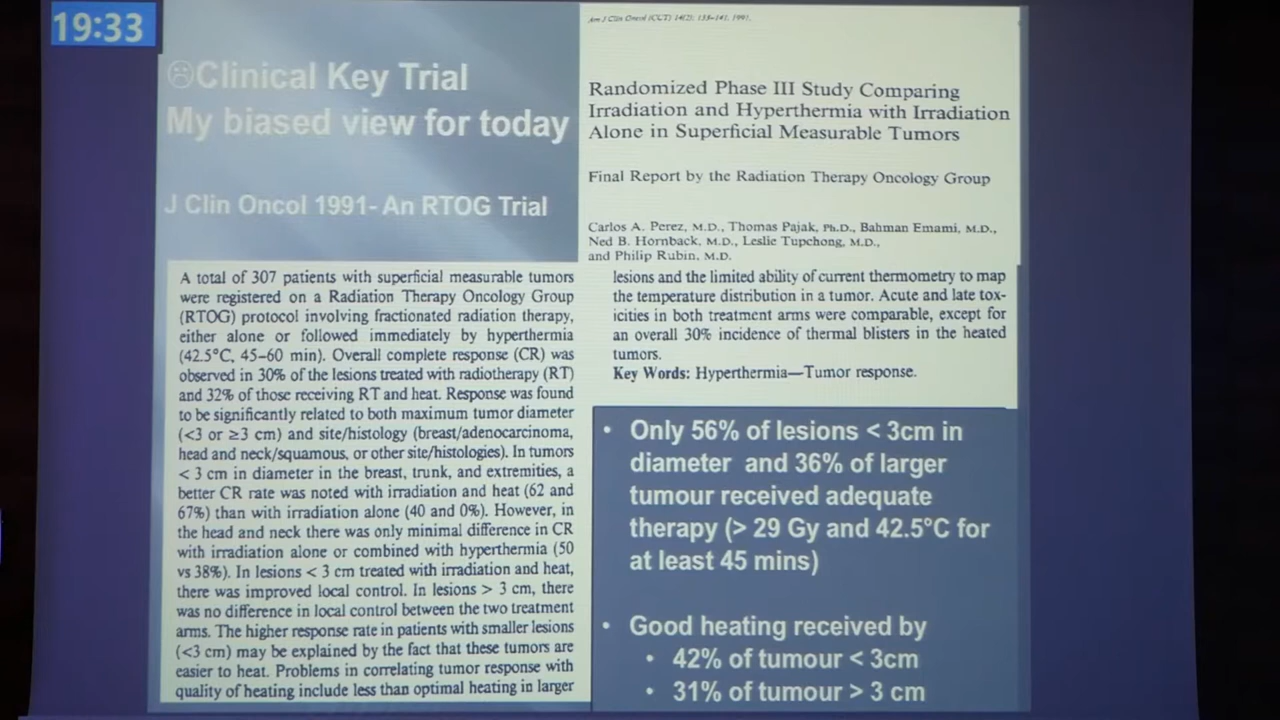 19:33
☹Clinical Key Trial
My biased view for today
J Clin Oncol 1991- An RTOG Trial
Am J Clin Oncol (CCT) 14(2): 133–141, 1991.
Randomized Phase III Study Comparing
Irradiation and Hyperthermia with Irradiation
Alone in Superficial Measurable Tumors
Final Report by the Radiation Therapy Oncology Group
Carlos A. Perez, M.D., Thomas Pajak, Ph.D., Bahman Emami, M.D.,
Ned B. Hornback, M.D., Leslie Tupchong, M.D.,
and Philip Rubin, M.D.
A total of 307 patients with superficial measurable tumors
were registered on a Radiation Therapy Oncology Group
(RTOG) protocol involving fractionated radiation therapy,
either alone or followed immediately by hyperthermia
(42.5°C, 45–60 min). Overall complete response (CR) was
observed in 30% of the lesions treated with radiotherapy (RT)
and 32% of those receiving RT and heat. Response was found
to be significantly related to both maximum tumor diameter
(<3 or ≥3 cm) and site/histology (breast/adenocarcinoma,
head and neck/squamous, or other site/histologies). In tumors
< 3 cm in diameter in the breast, trunk, and extremities, a
better CR rate was noted with irradiation and heat (62 and
67%) than with irradiation alone (40 and 0%). However, in
the head and neck there was only minimal difference in CR
with irradiation alone or combined with hyperthermia (50
vs 38%). In lesions < 3 cm treated with irradiation and heat,
there was improved local control. In lesions > 3 cm, there
was no difference in local control between the two treatment
arms. The higher response rate in patients with smaller lesions
(<3 cm) may be explained by the fact that these tumors are
easier to heat. Problems in correlating tumor response with
quality of heating include less than optimal heating in larger
lesions and the limited ability of current thermometry to map
the temperature distribution in a tumor. Acute and late tox-
icities in both treatment arms were comparable, except for
an overall 30% incidence of thermal blisters in the heated
tumors.
Key Words: Hyperthermia—Tumor response.
• Only 56% of lesions < 3cm in
diameter and 36% of larger
tumour received adequate
therapy (> 29 Gy and 42.5°C for
at least 45 mins)
• Good heating received by
• 42% of tumour < 3cm
• 31% of tumour > 3 cm